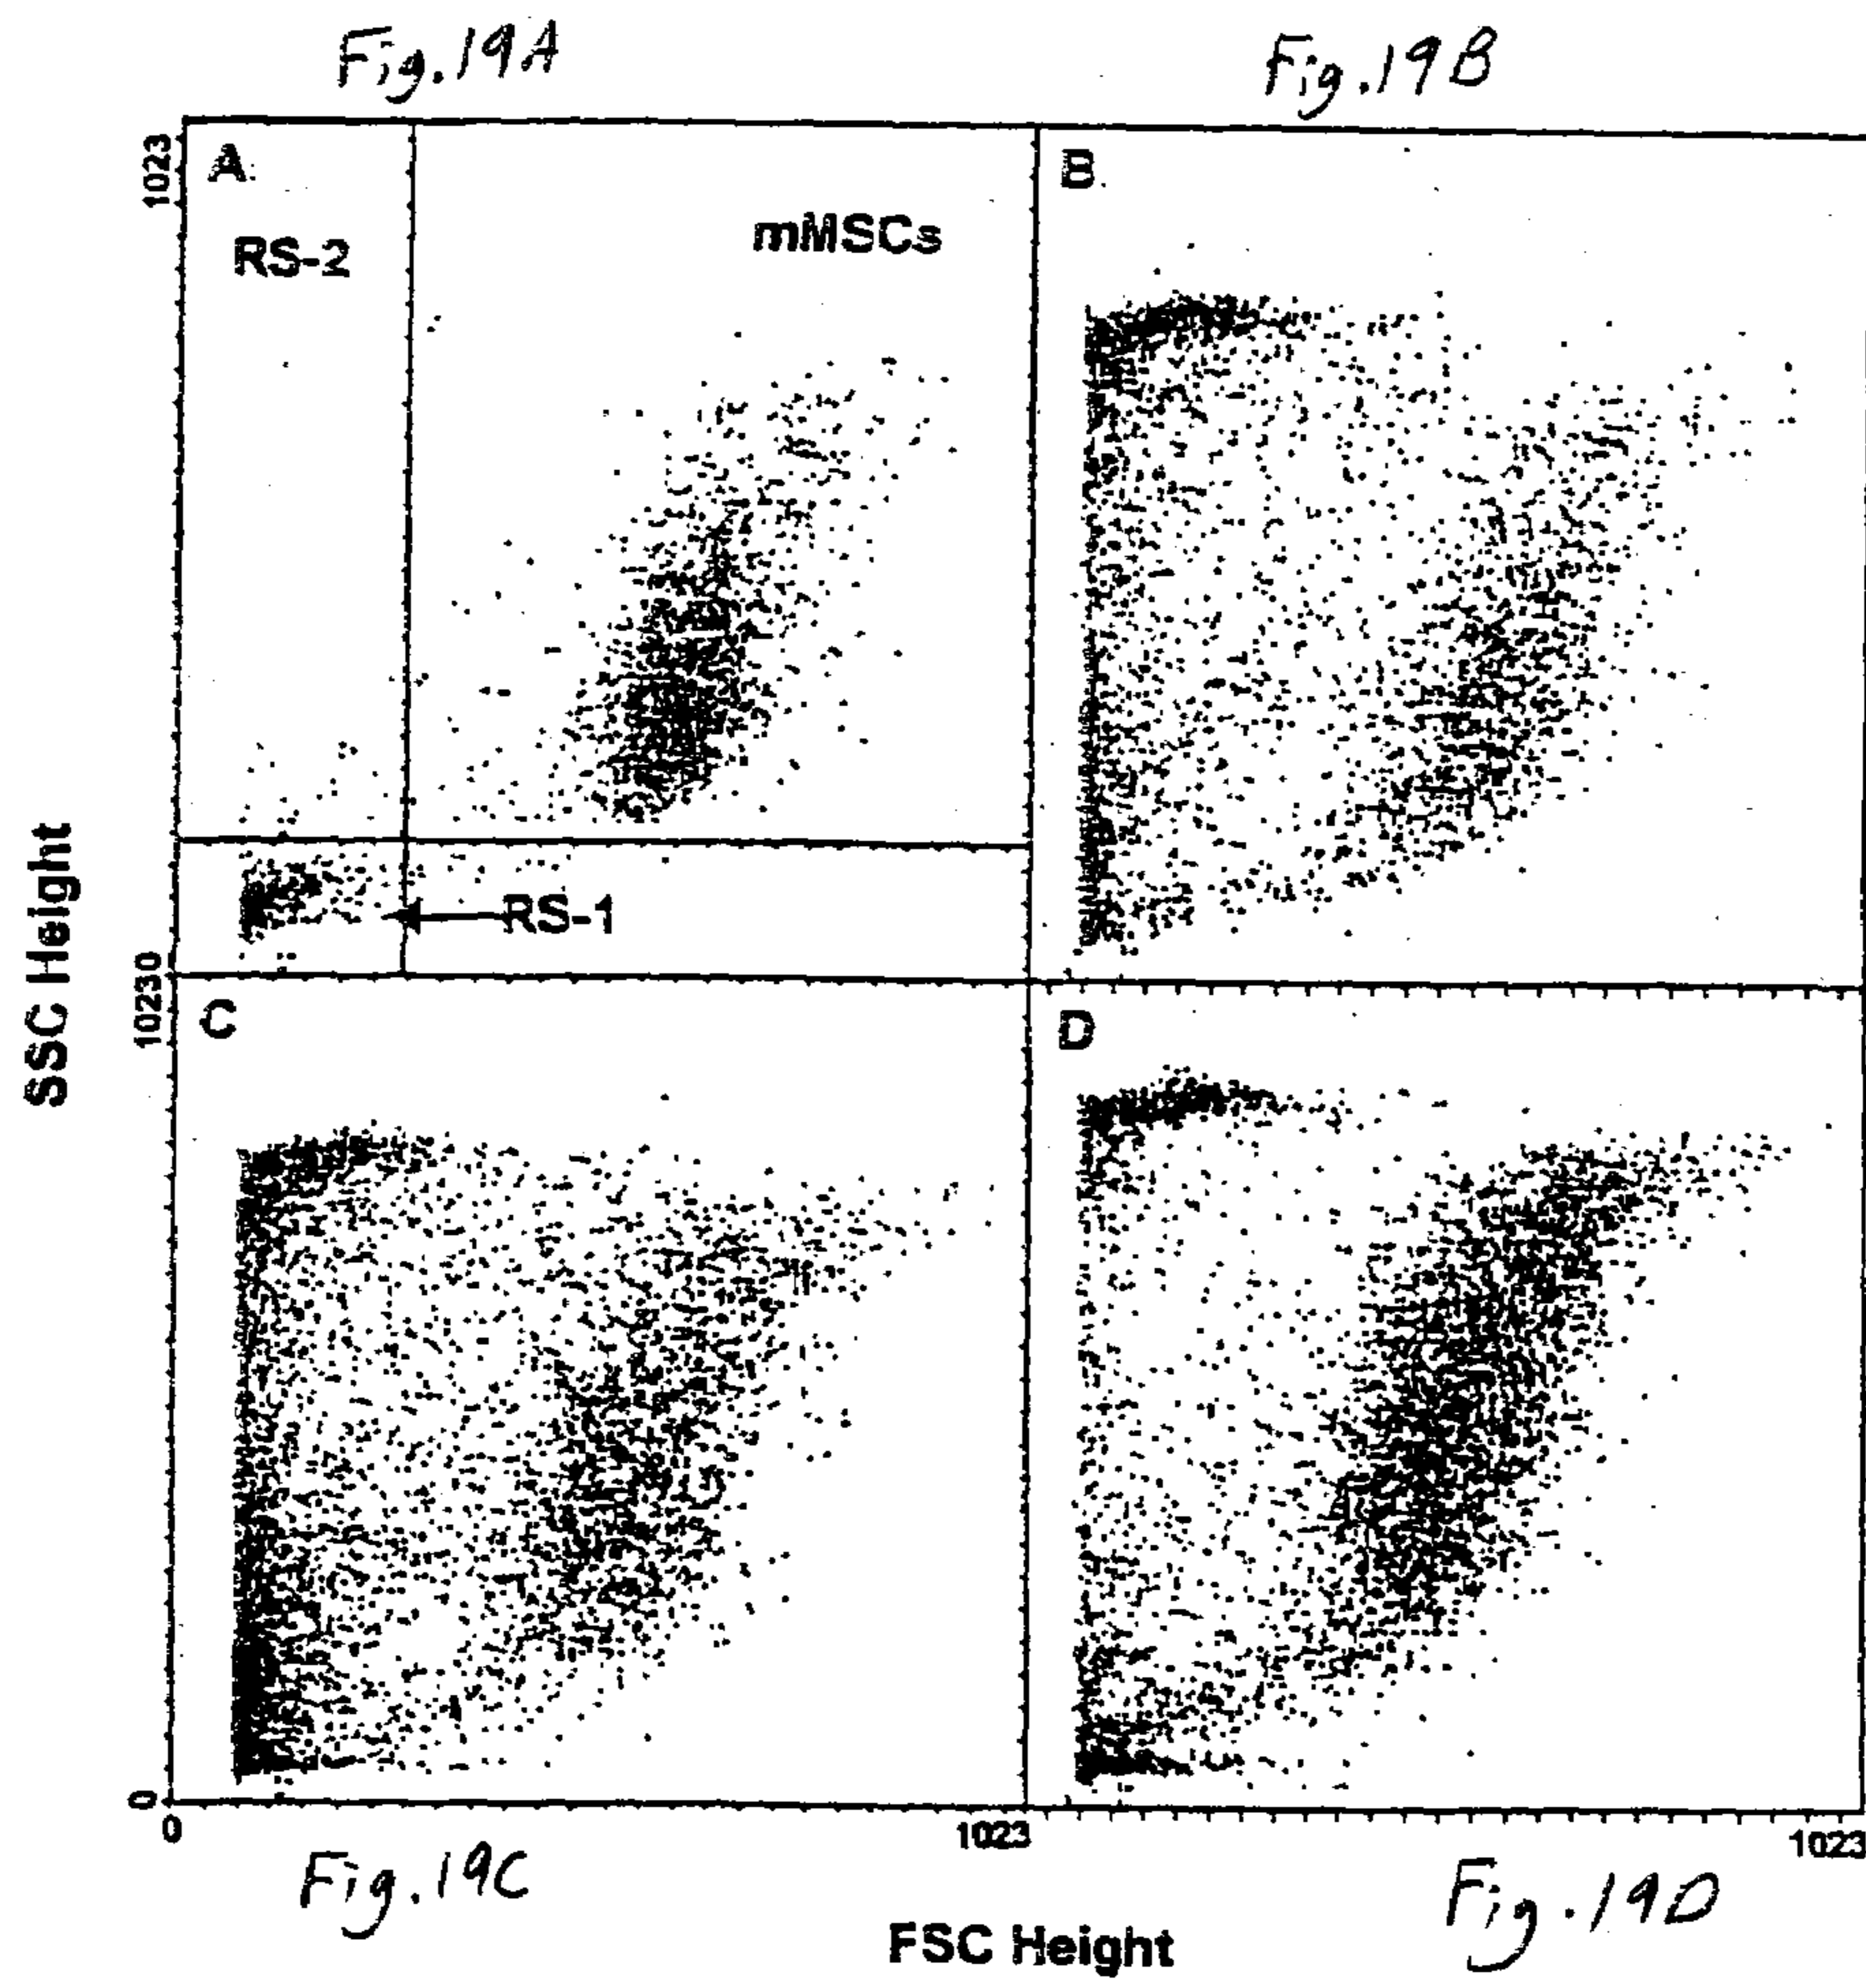 Fig.19A
Fig.19B
1023
A
B
RS-2
mMSCs
RS-1
SSC Height
10230
C
D
0
0
1023
1023
Fig.19C
Fig.19D
FSC Height